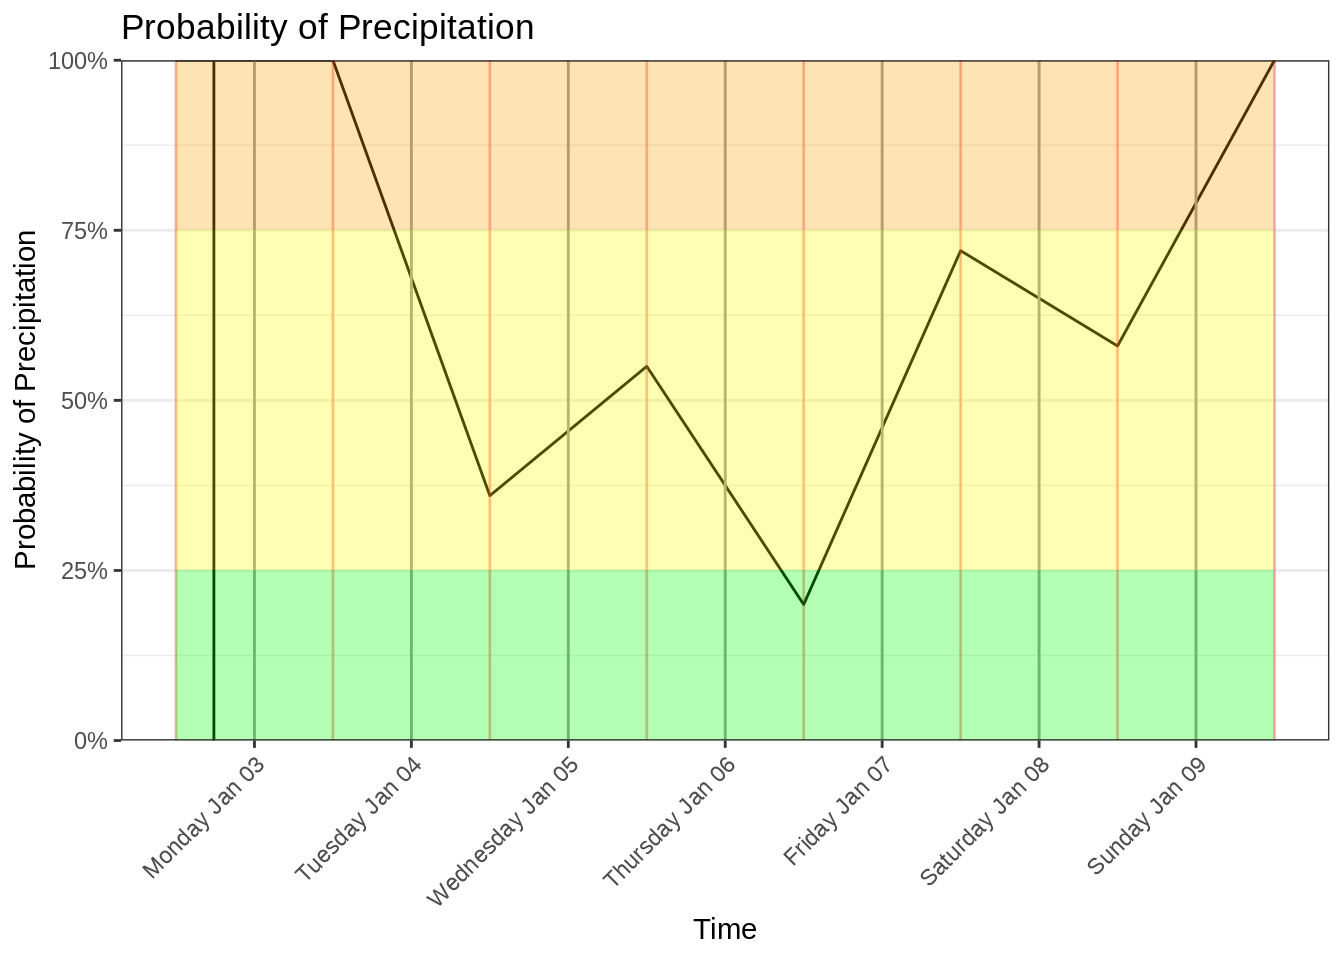 Probability of Precipitation
100%
75%
50%
25%
0%
Probability of Precipitation
Monday Jan 03
Tuesday Jan 04
Wednesday Jan 05
Thursday Jan 06
Friday Jan 07
Saturday Jan 08
Sunday Jan 09
Time